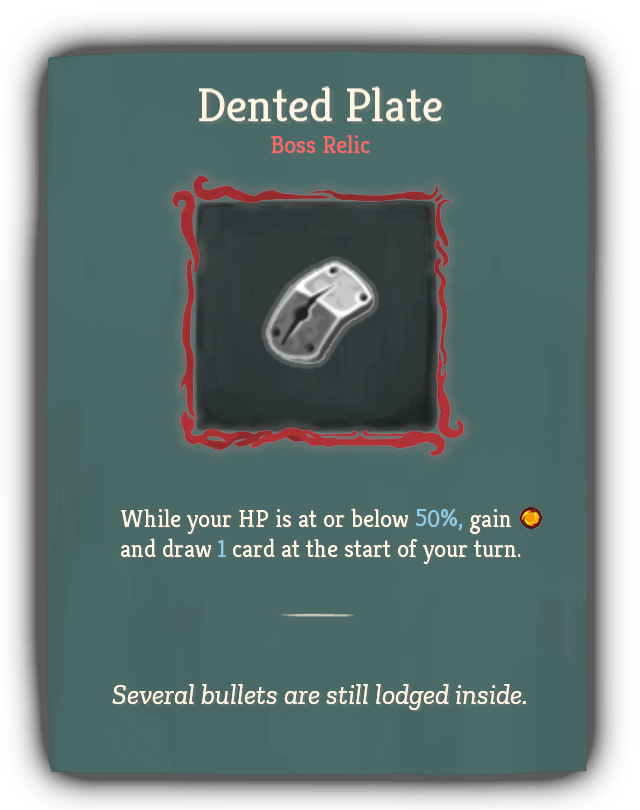 Dented Plate
Boss Relic
While your HP is at or below 50%, gain
and draw 1 card at the start of your turn.
Several bullets are still lodged inside.